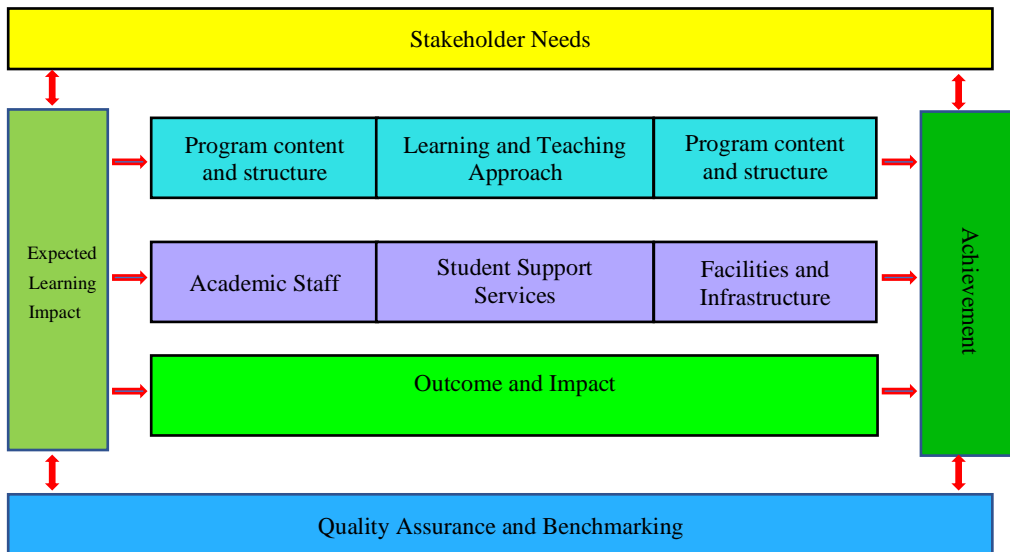 Stakeholder Needs
Program content
and structure
Learning and Teaching
Approach
Program content
and structure
Expected
Learning
Impact
Academic Staff
Student Support
Services
Facilities and
Infrastructure
Achievement
Outcome and Impact
Quality Assurance and Benchmarking